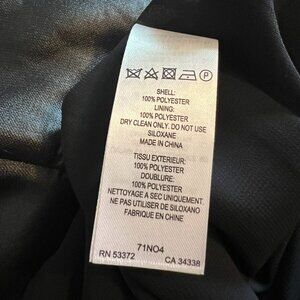 P
SHELL:
100% POLYESTER
LINING:
100% POLYESTER
DRY CLEAN ONLY. DO NOT USE
SILOXANE.
MADE IN CHINA
TISSU EXTERIEUR:
100% POLYESTER
DOUBLURE:
100% POLYESTER.
NETTOYAGE A SEC UNIQUEMENT.
NE PAS UTILISER DE SILOXANO
FABRIQUE EN CHINE
71NO4
RN 53372 CA 34338